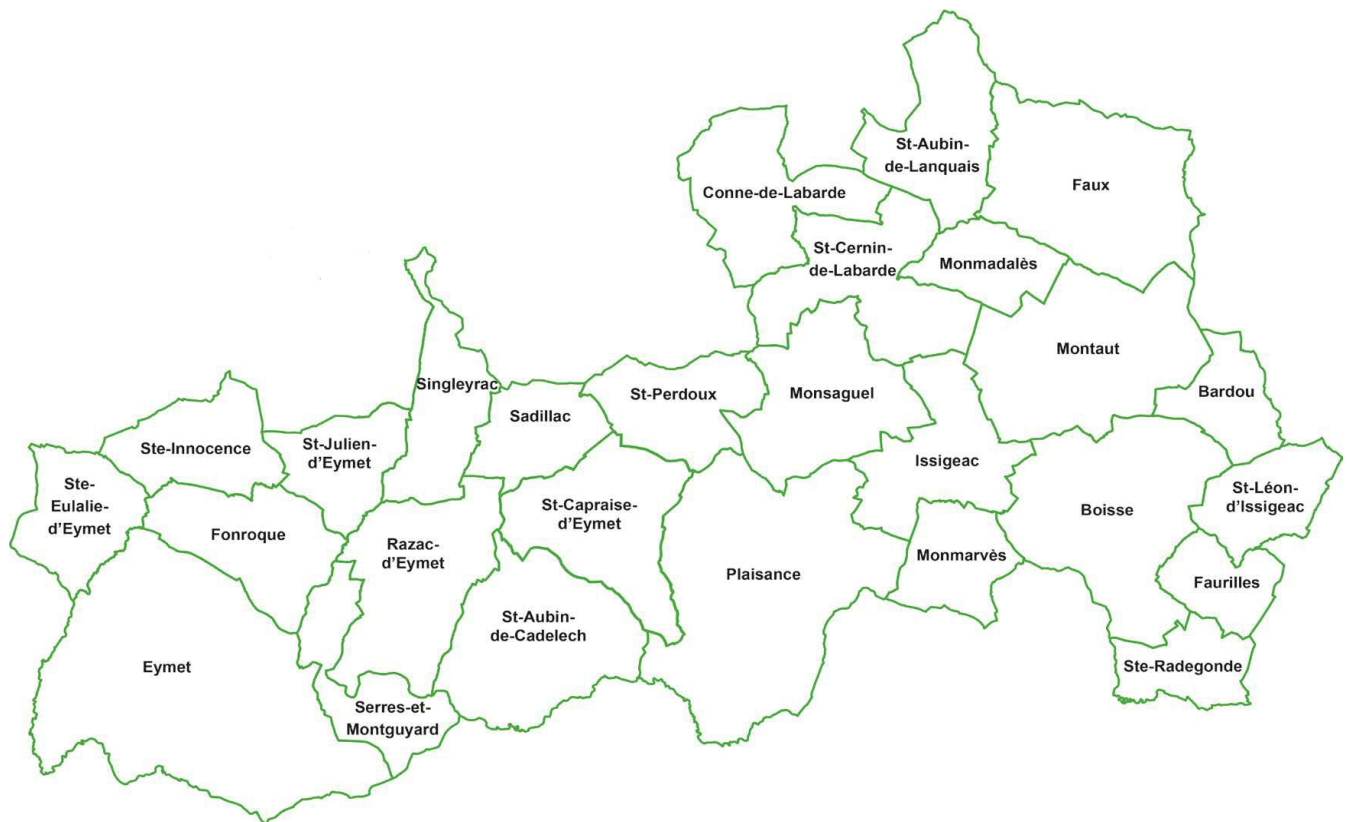 St-Aubin-
de-Lanquais
Faux
Conne-de-Labarde
St-Cernin-
de-Labarde
Monmadalès
Montaut
Singleyrac
St-Perdoux
Monsaguel
Bardou
Sadillac
Ste-Innocence
St-Julien-
d'Eymet
Issigeac
Ste-
Eulalie-
d'Eymet
St-Léon-
d'Issigeac
St-Capraise-
d'Eymet
Boisse
Fonroque
Razac-
d'Eymet
Monmarvès
Plaisance
Faurilles
St-Aubin-
de-Cadelech
Eymet
Ste-Radegonde
Serres-et-
Montguyard